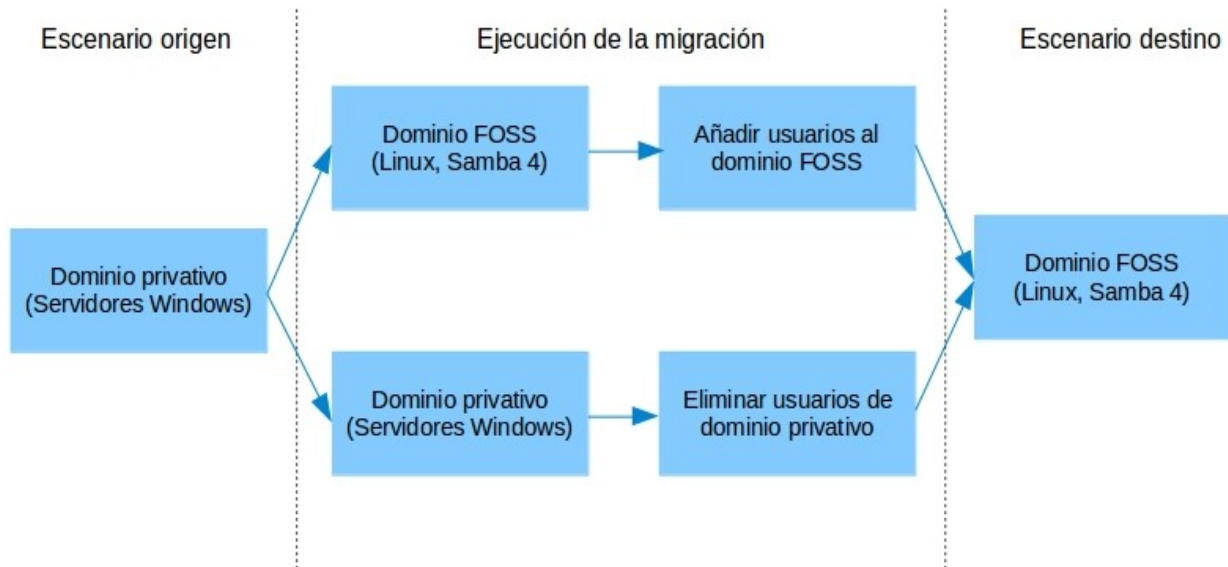 Escenario origen
Ejecución de la migración
Escenario destino
Dominio FOSS
(Linux, Samba 4)
Añadir usuarios al
dominio FOSS
Dominio privativo
(Servidores Windows)
Dominio FOSS
(Linux, Samba 4)
Dominio privativo
(Servidores Windows)
Eliminar usuarios de
dominio privativo